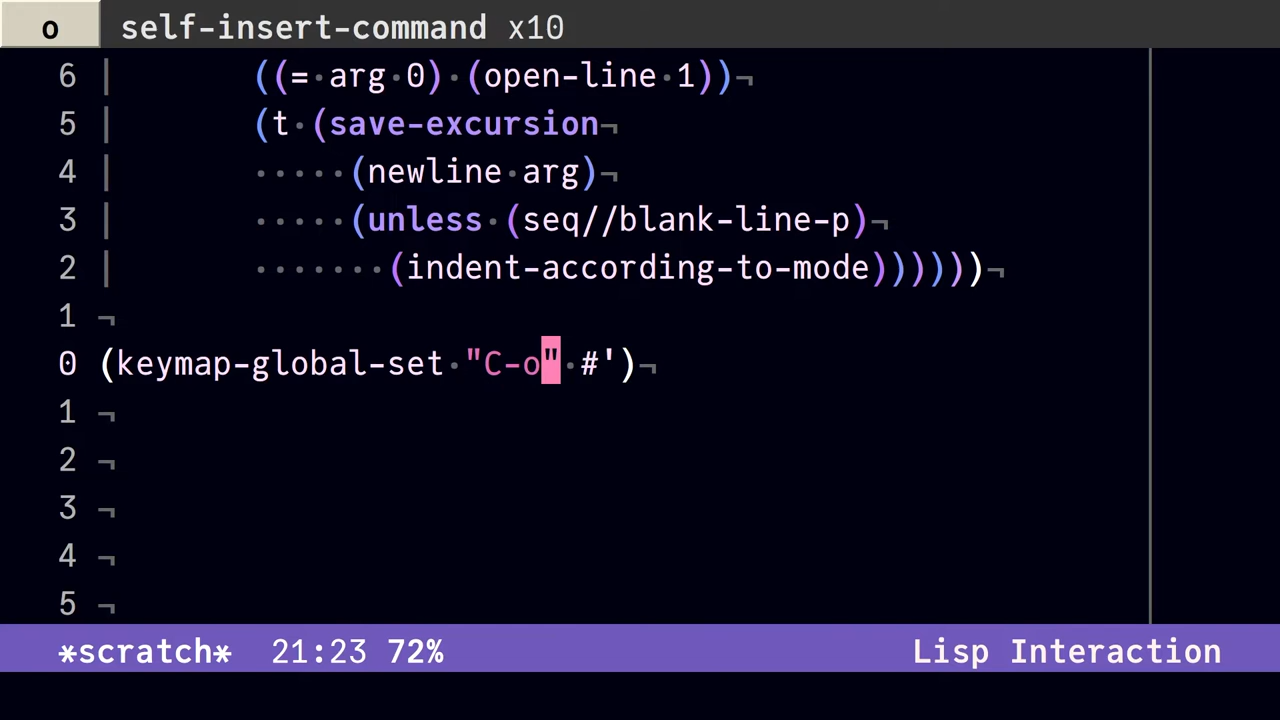 o self-insert-command x10
6 ((= arg 0) (open-line 1))¬
5 (t (save-excursion¬
4 (newline arg)¬
3 (unless (seq//blank-line-p)¬
2 (indent-according-to-mode))))))¬
1 ¬
0 (keymap-global-set "C-o" #')¬
1 ¬
2 ¬
3 ¬
4 ¬
5 ¬
*scratch* 21:23 72% Lisp Interaction